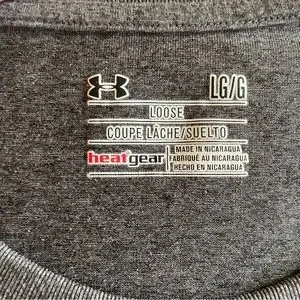 LG/G
LOOSE
COUPE LÂCHE/SUELTO
heatgear
MADE IN NICARAGUA
FABRIQUÉ AU NICARAGUA
HECHO EN NICARAGUA